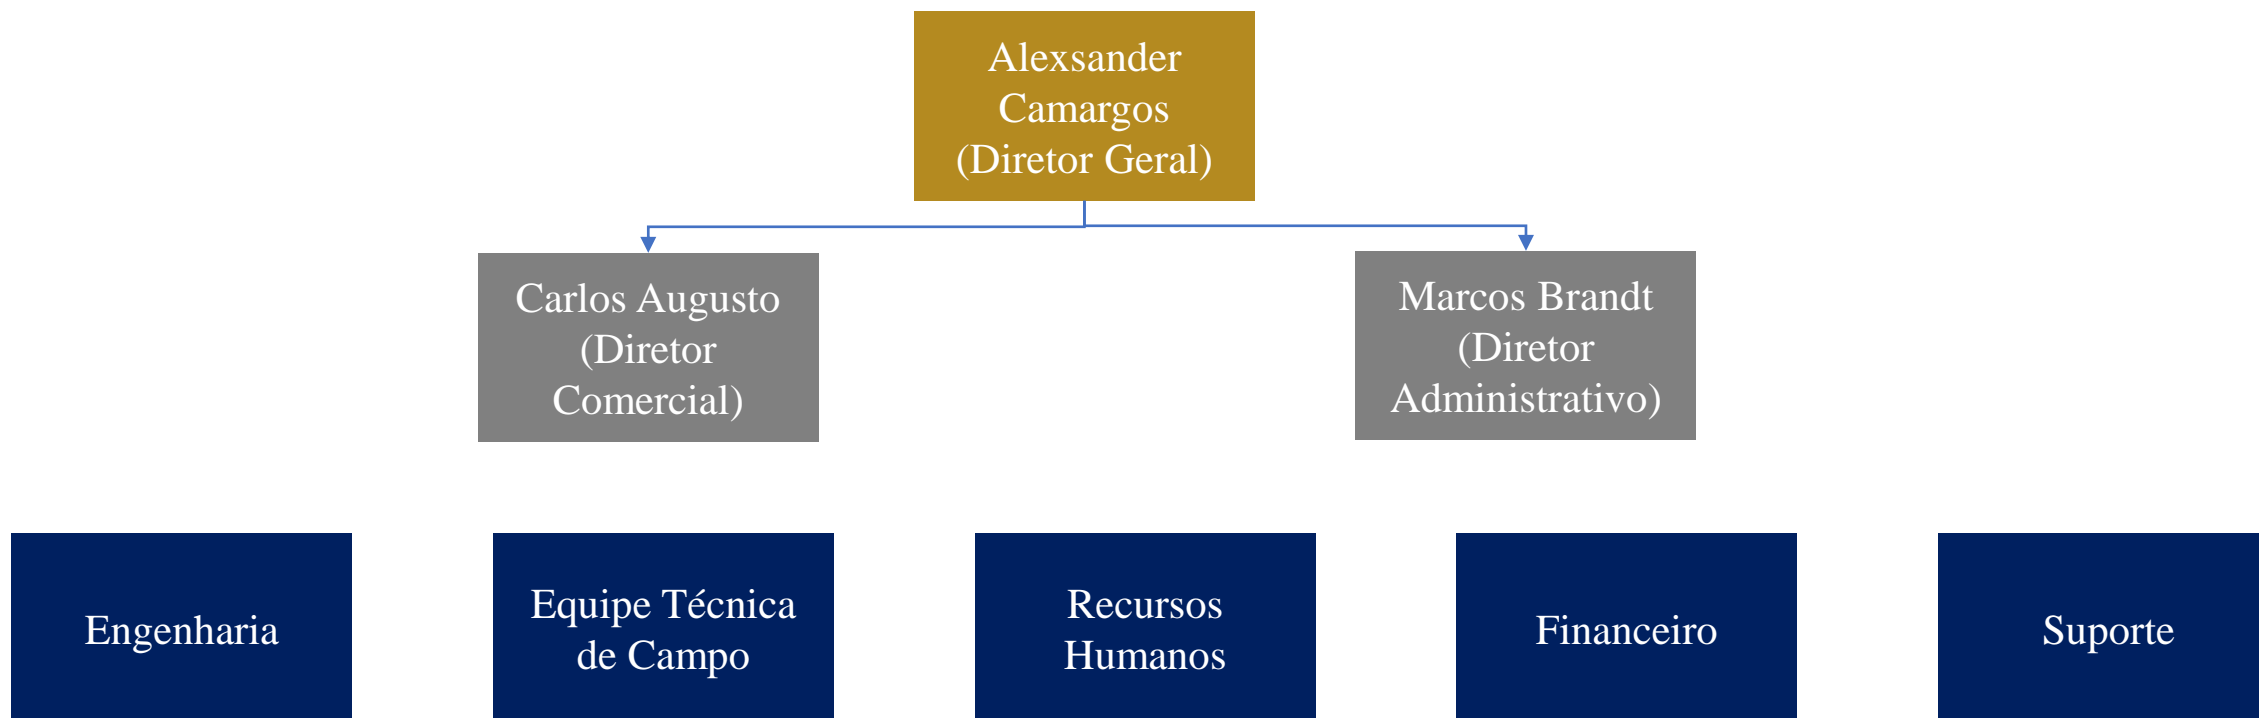 Alexsander
Camargos
(Diretor Geral)
Carlos Augusto
(Diretor
Comercial)
Marcos Brandt
(Diretor
Administrativo)
Engenharia
Equipe Técnica
de Campo
Recursos
Humanos
Financeiro
Suporte